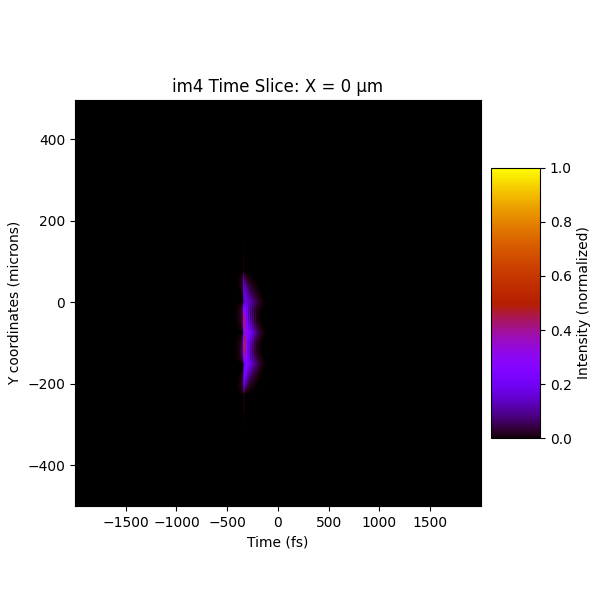 im4 Time Slice: X = 0 μm
400
200
0
−200
−400
Y coordinates (microns)
−1500 −1000 −500 0 500 1000 1500
Time (fs)
1.0
0.8
0.6
0.4
0.2
0.0
Intensity (normalized)